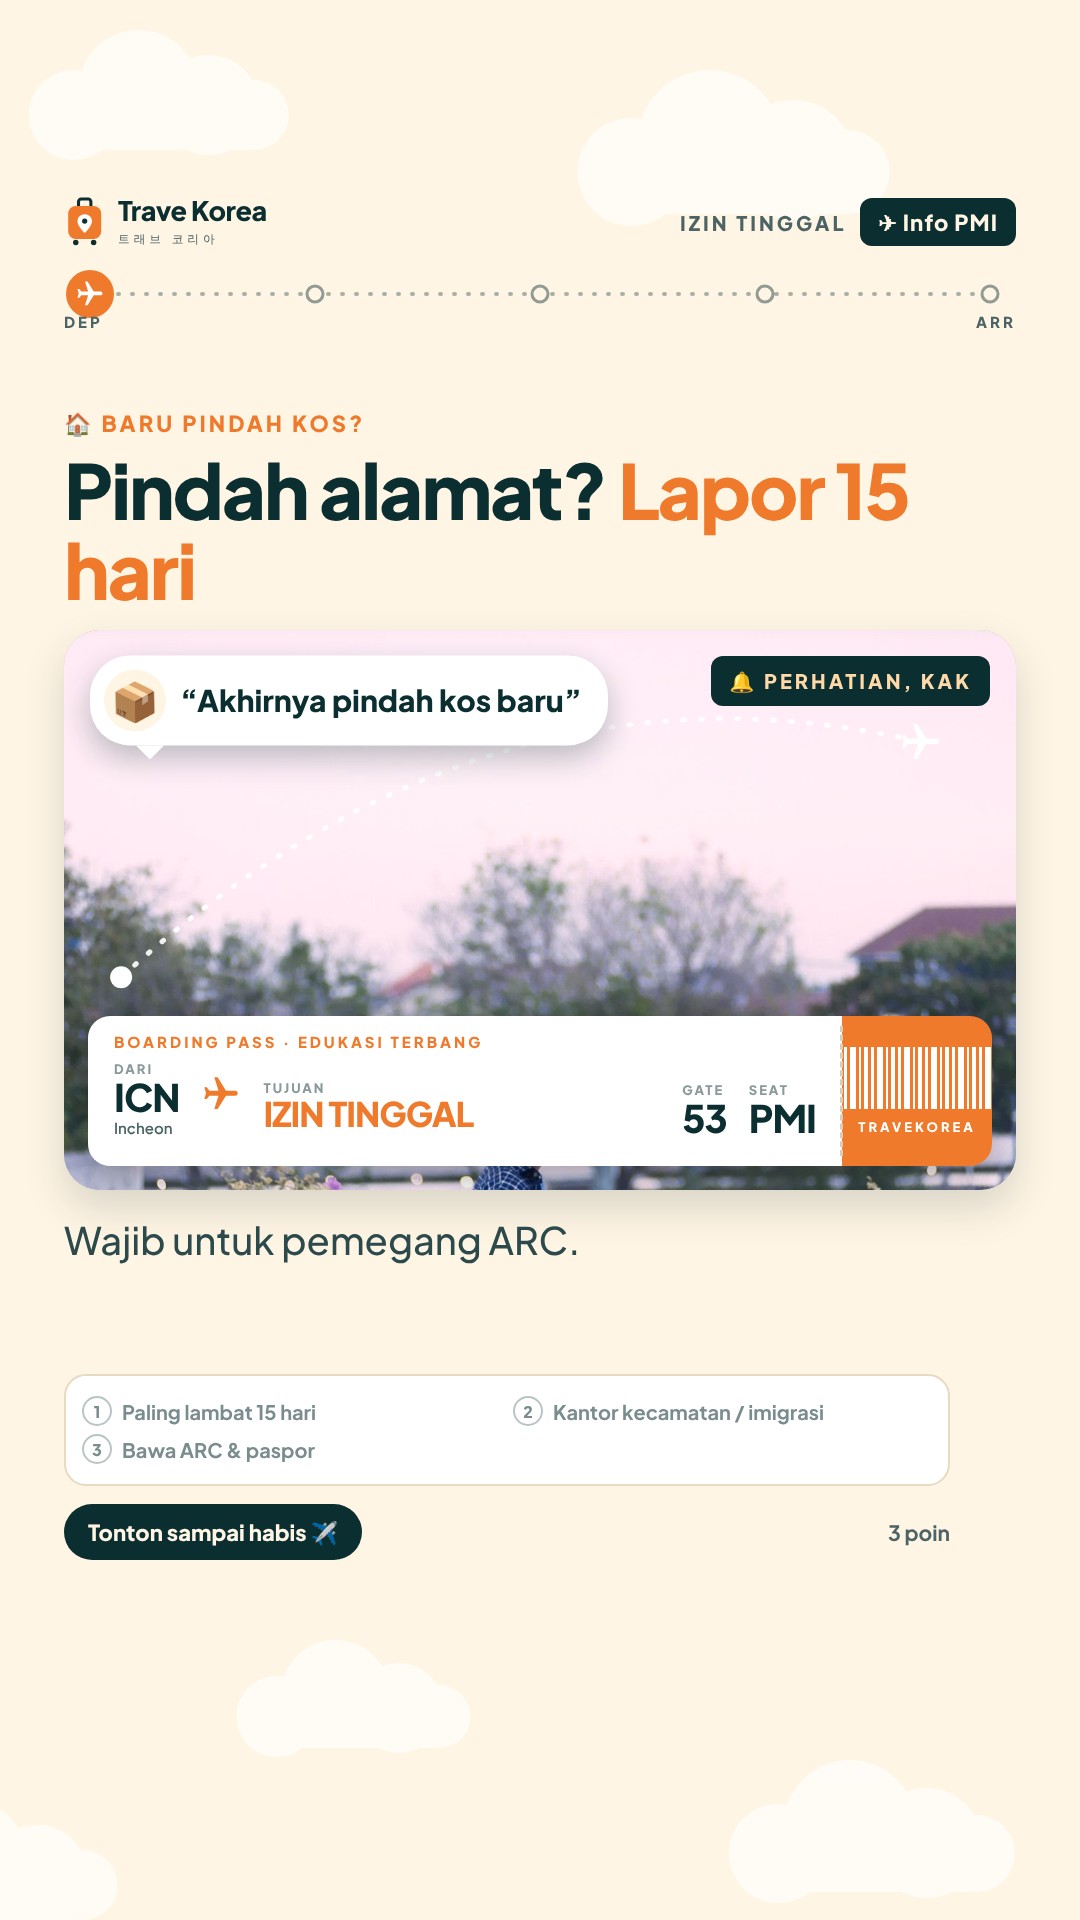 Trave Korea
트래브 코리아
IZIN TINGGAL
✈ Info PMI
DEP
ARR
🏠 BARU PINDAH KOS?
Pindah alamat? Lapor 15
hari
📦 “Akhirnya pindah kos baru”
🔔 PERHATIAN, KAK
BOARDING PASS · EDUKASI TERBANG
DARI
ICN
Incheon
TUJUAN
IZIN TINGGAL
GATE
53
SEAT
PMI
TRAVEKOREA
Wajib untuk pemegang ARC.
1 Paling lambat 15 hari
2 Kantor kecamatan / imigrasi
3 Bawa ARC & paspor
Tonton sampai habis ✈️
3 poin